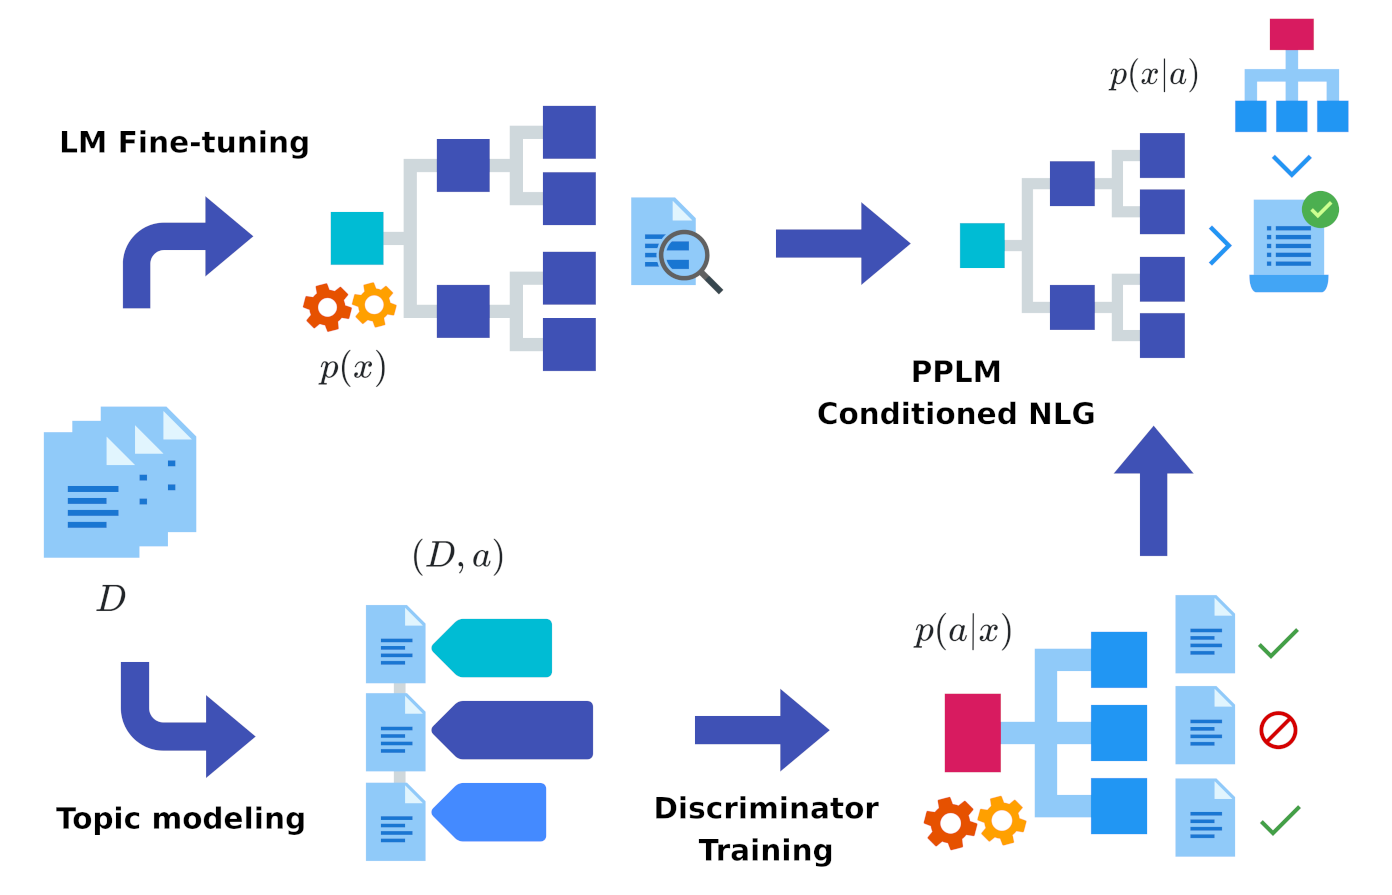 p(x|a)
LM Fine-tuning
p(x)
PPLM
Conditioned NLG
D
(D, a)
p(a|x)
Topic modeling
Discriminator
Training